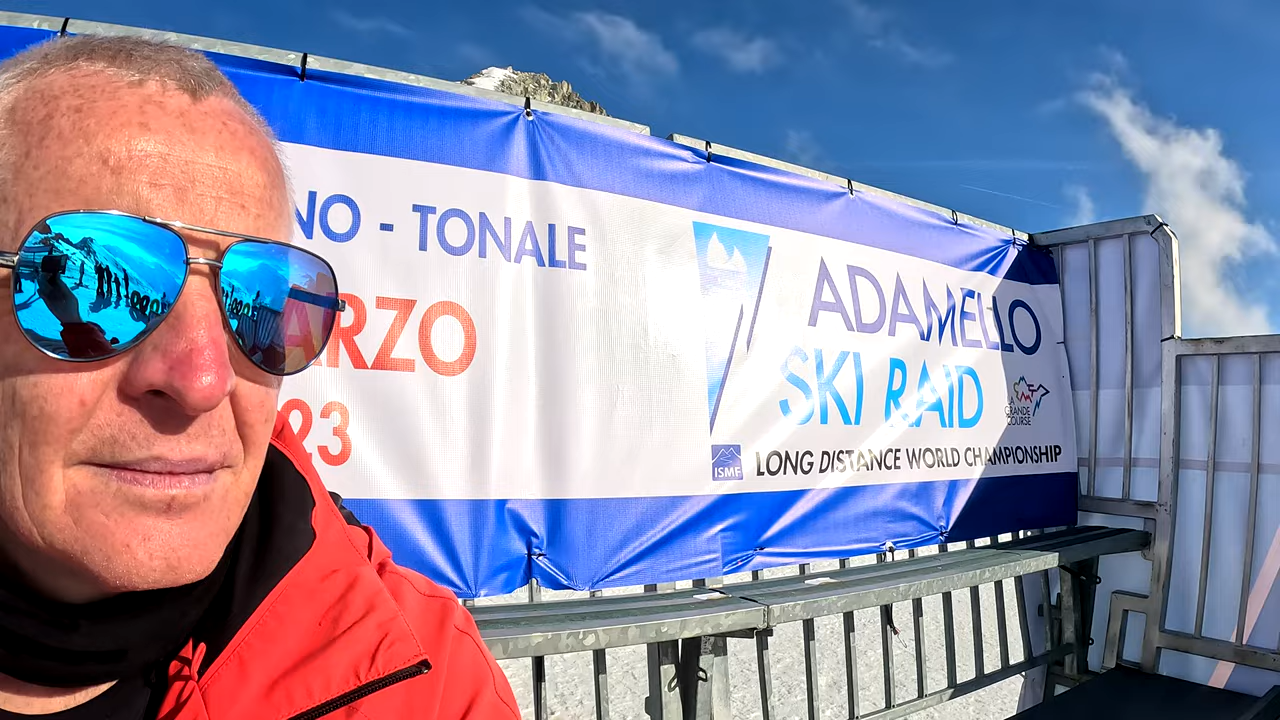 NO - TONALE
ARZO
23
ADAMELLO
SKI RAID
LA
GRANDE
COURSE
ISMF
LONG DISTANCE WORLD CHAMPIONSHIP